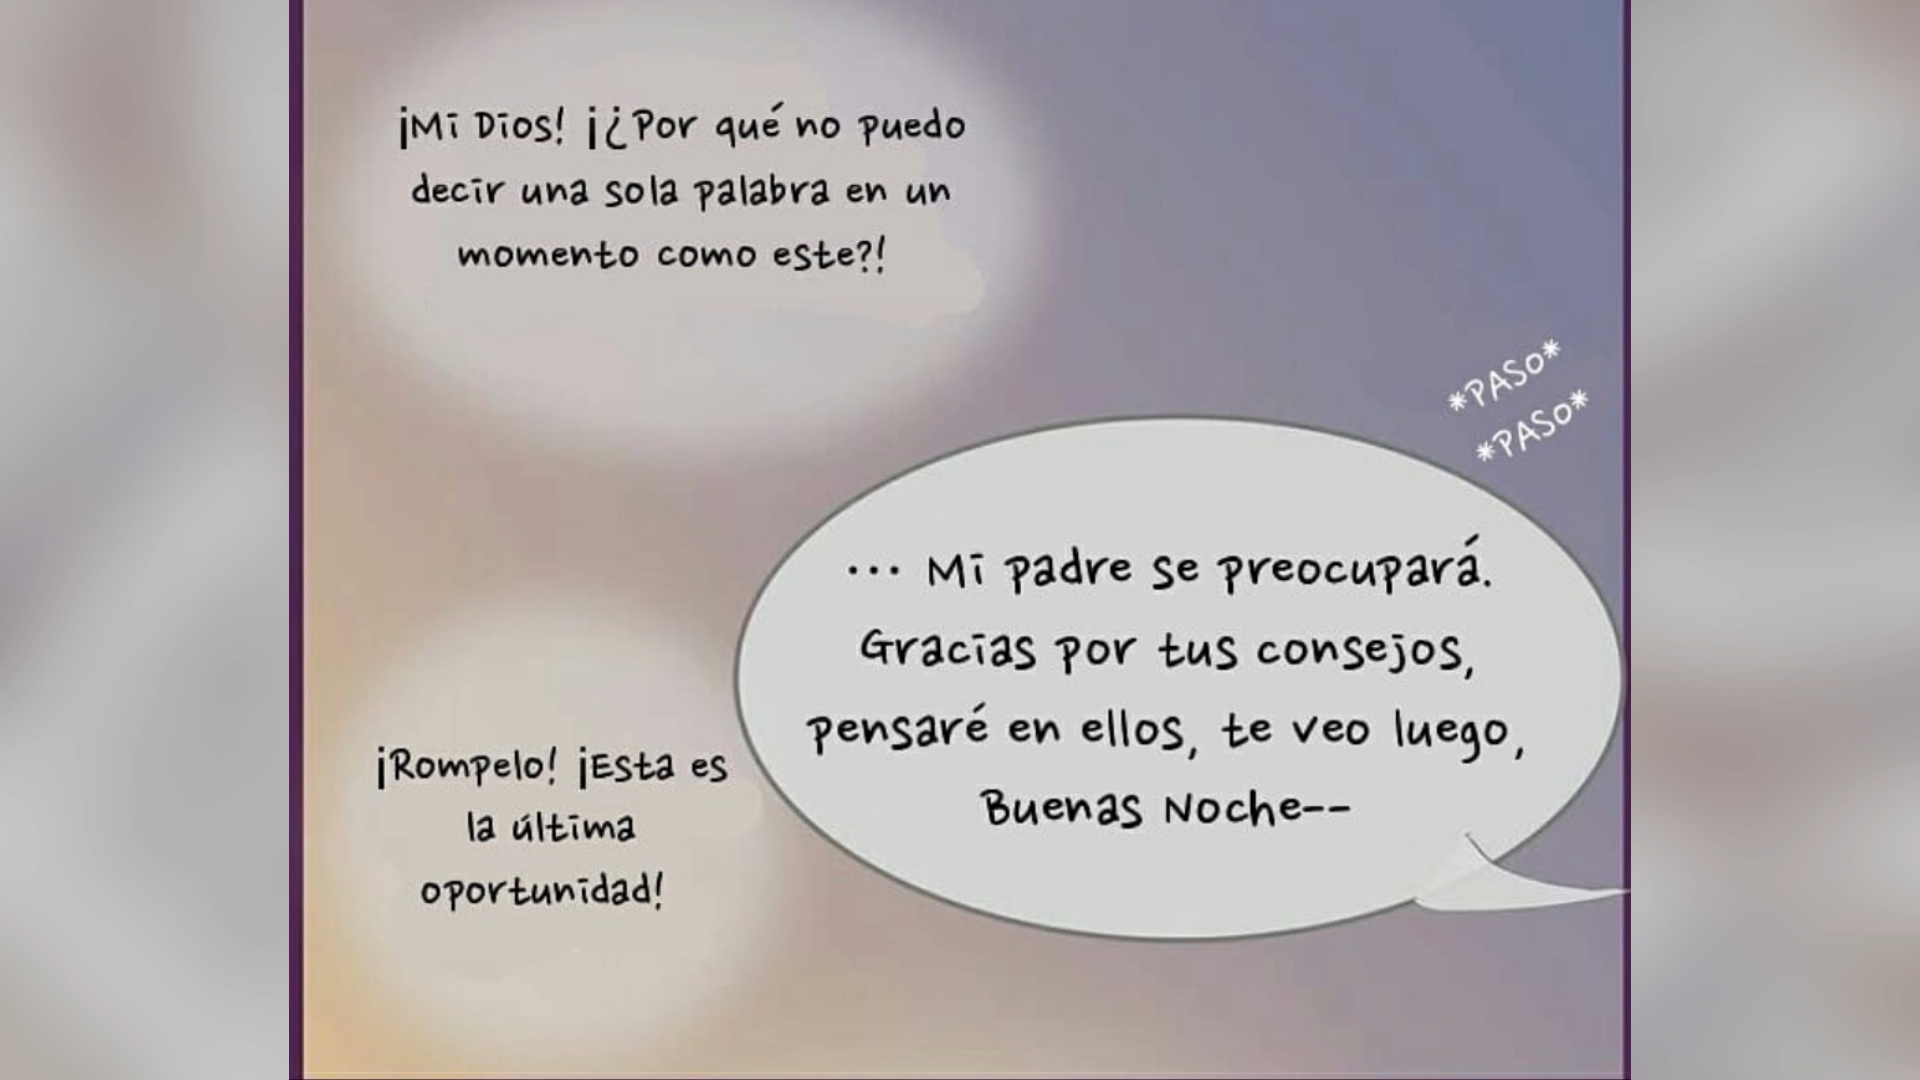 ¡Mi Dios! ¡¿Por qué no puedo
decir una sola palabra en un
momento como este?!
*PASO*
*PASO*
... Mi padre se preocupará.
Gracias por tus consejos,
pensaré en ellos, te veo luego,
Buenas Noche--
¡Rompelo! ¡Esta es
la última
oportunidad!